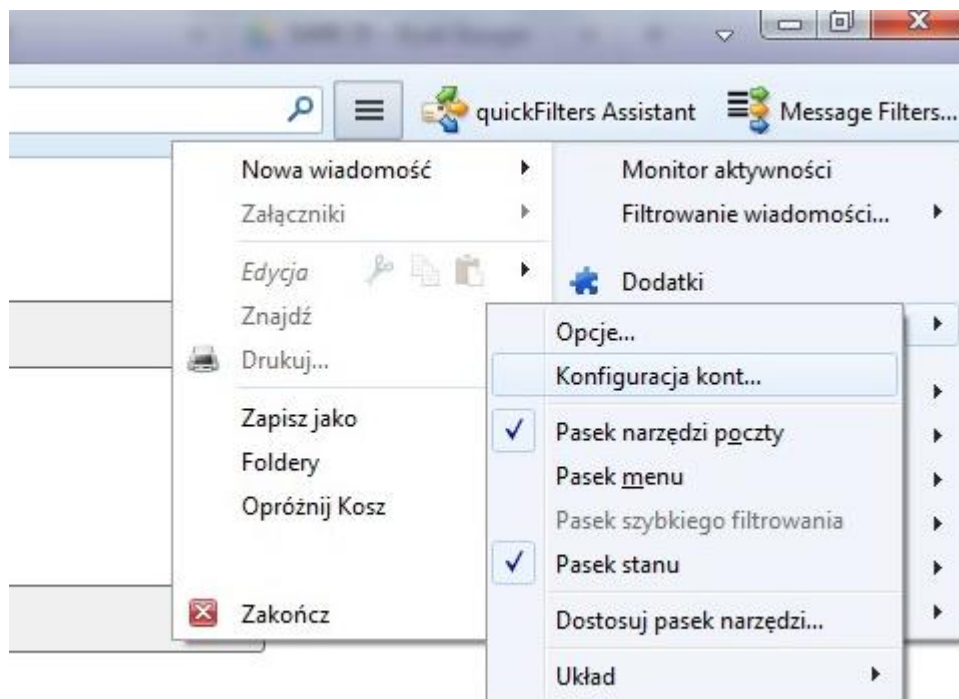 quickFilters Assistant
Message Filters...
Nowa wiadomość
Załączniki
Edycja
Znajdź
Drukuj...
Zapisz jako
Foldery
Opróżnij Kosz
Zakończ
Monitor aktywności
Filtrowanie wiadomości...
Dodatki
Opcje...
Konfiguracja kont...
Pasek narzędzi poczty
Pasek menu
Pasek szybkiego filtrowania
Pasek stanu
Dostosuj pasek narzędzi...
Układ